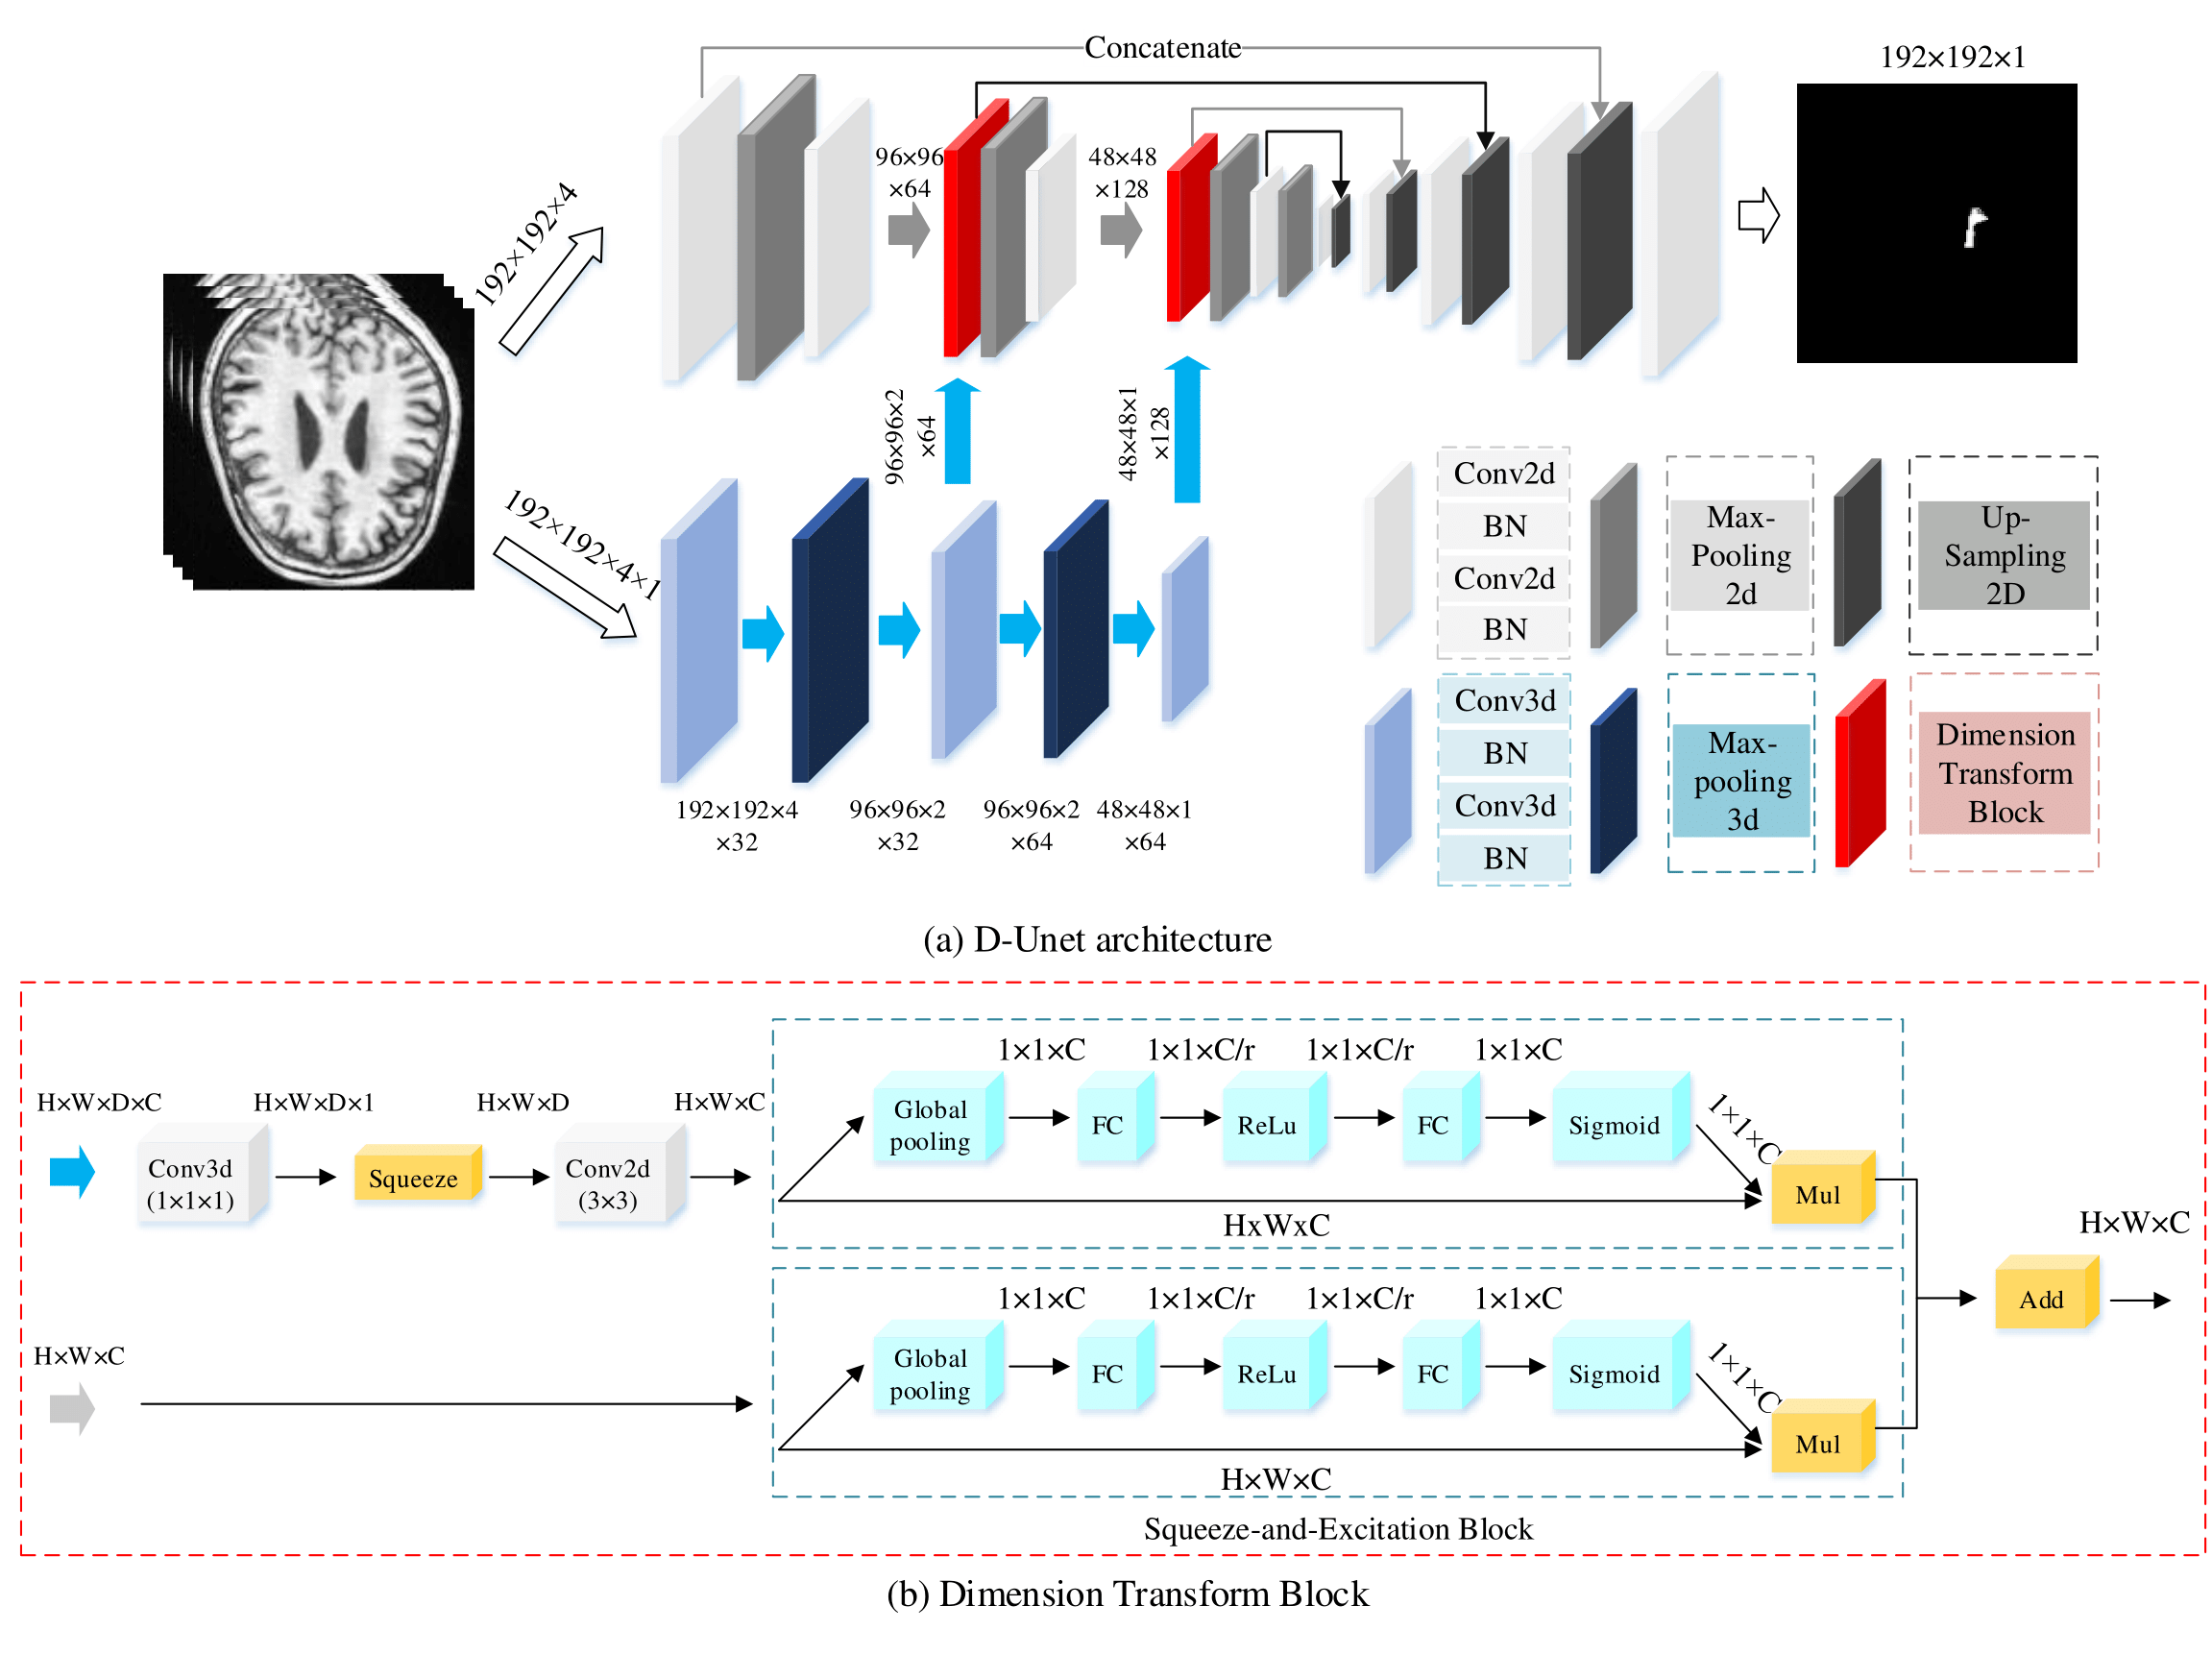 Concatenate
192×192×1
192×192×4
96×96
×64
48×48
×128
192×192×4×1
96×96×2
×64
48×48×1
×128
192×192×4
×32
96×96×2
×32
96×96×2
×64
48×48×1
×64
Conv2d
BN
Conv2d
BN
Max-
Pooling
2d
Up-
Sampling
2D
Conv3d
BN
Conv3d
BN
Max-
pooling
3d
Dimension
Transform
Block
(a) D-Unet architecture
H×W×D×C
Conv3d
(1×1×1)
H×W×D×1
Squeeze
H×W×D
Conv2d
(3×3)
H×W×C
Global
pooling
1×1×C
FC
1×1×C/r
ReLu
1×1×C/r
FC
1×1×C
Sigmoid
1×1×C
Mul
HxWxC
H×W×C
Global
pooling
1×1×C
FC
1×1×C/r
ReLu
1×1×C/r
FC
1×1×C
Sigmoid
1×1×C
Mul
H×W×C
Add
H×W×C
Squeeze-and-Excitation Block
(b) Dimension Transform Block